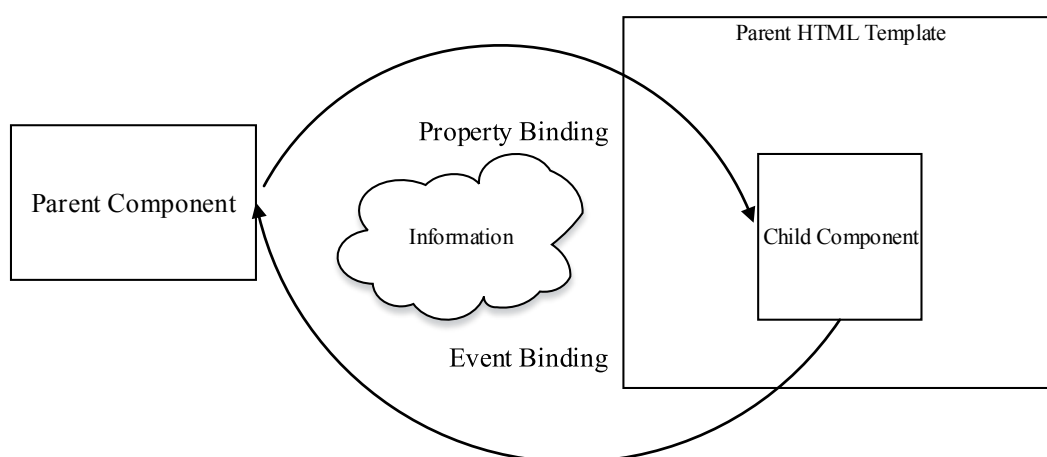 Parent HTML Template
Property Binding
Parent Component
Information
Child Component
Event Binding